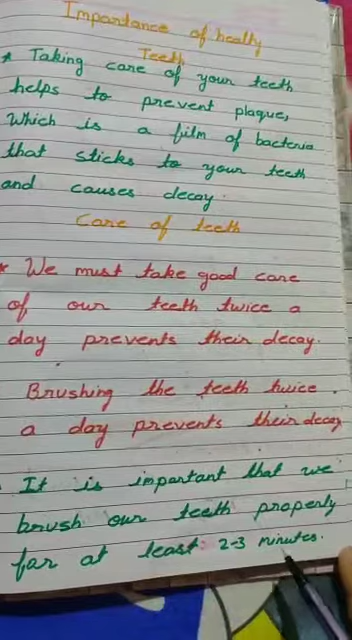 Importance of healty
Teeth
* Taking care of your teeth
helps to prevent plaque,
which is a film of bacteria
that sticks to your teeth
and causes decay.
Care of teeth
* We must take good care
of our teeth twice a
day prevents their decay.
Brushing the teeth twice
a day prevents their decay
It is important that we
brush our teeth properly
for at least 2-3 minutes.